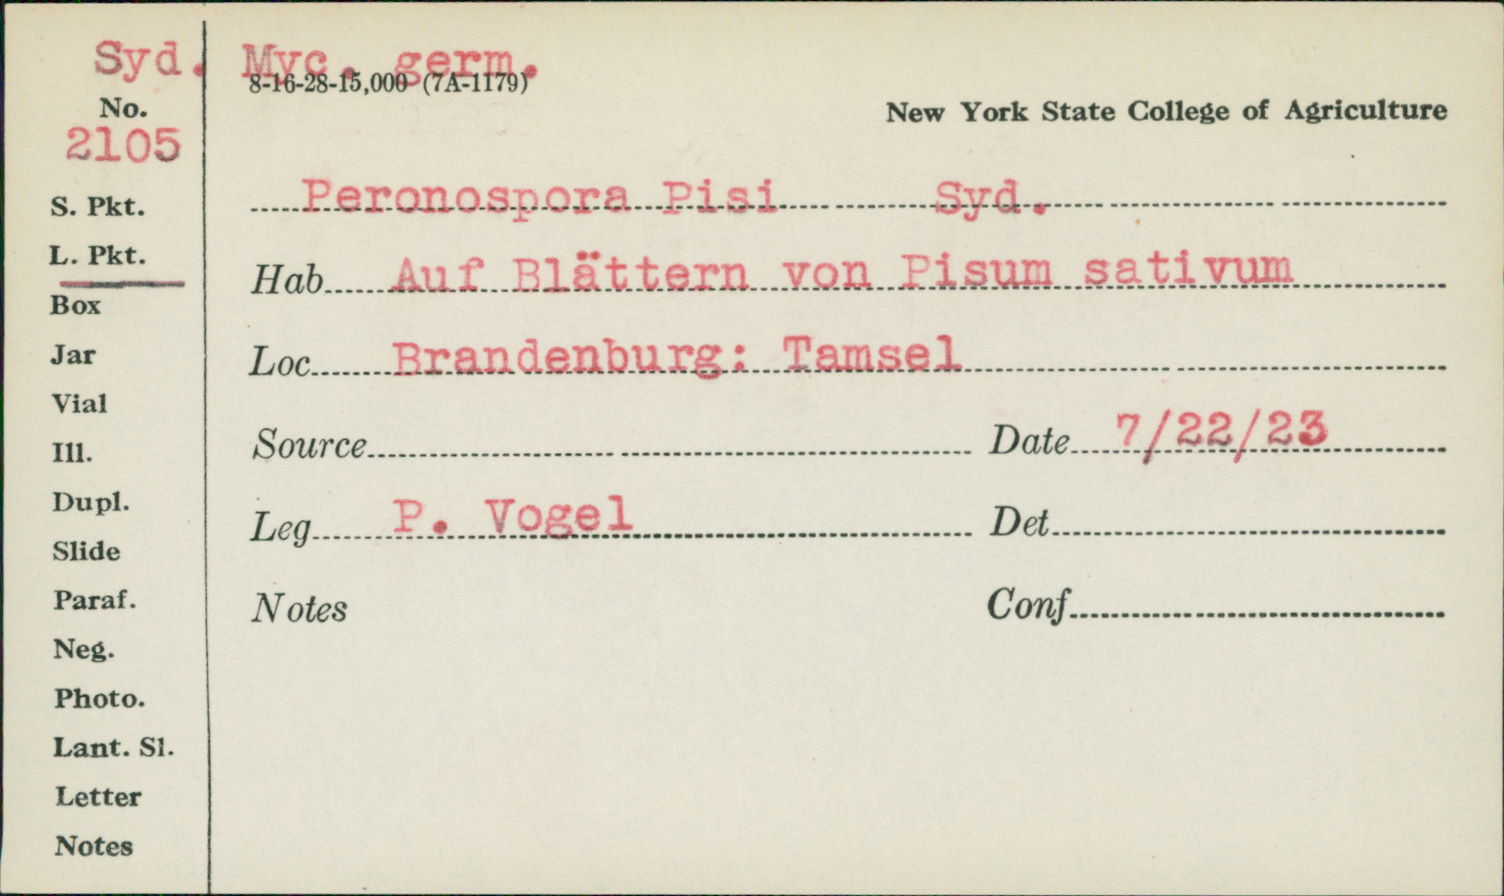 Syd. Myc. germ.
8-16-28-15,000 (7A-1179)
No.
New York State College of Agriculture
2105
S. Pkt.
Peronospora Pisi Syd.
L. Pkt.
Hab Auf Blättern von Pisum sativum
Box
Jar
Loc Brandenburg: Tamsel
Vial
Source Date 7/22/23
Ill.
Dupl.
Leg P. Vogel Det
Slide
Paraf.
Notes Conf
Neg.
Photo.
Lant. Sl.
Letter
Notes